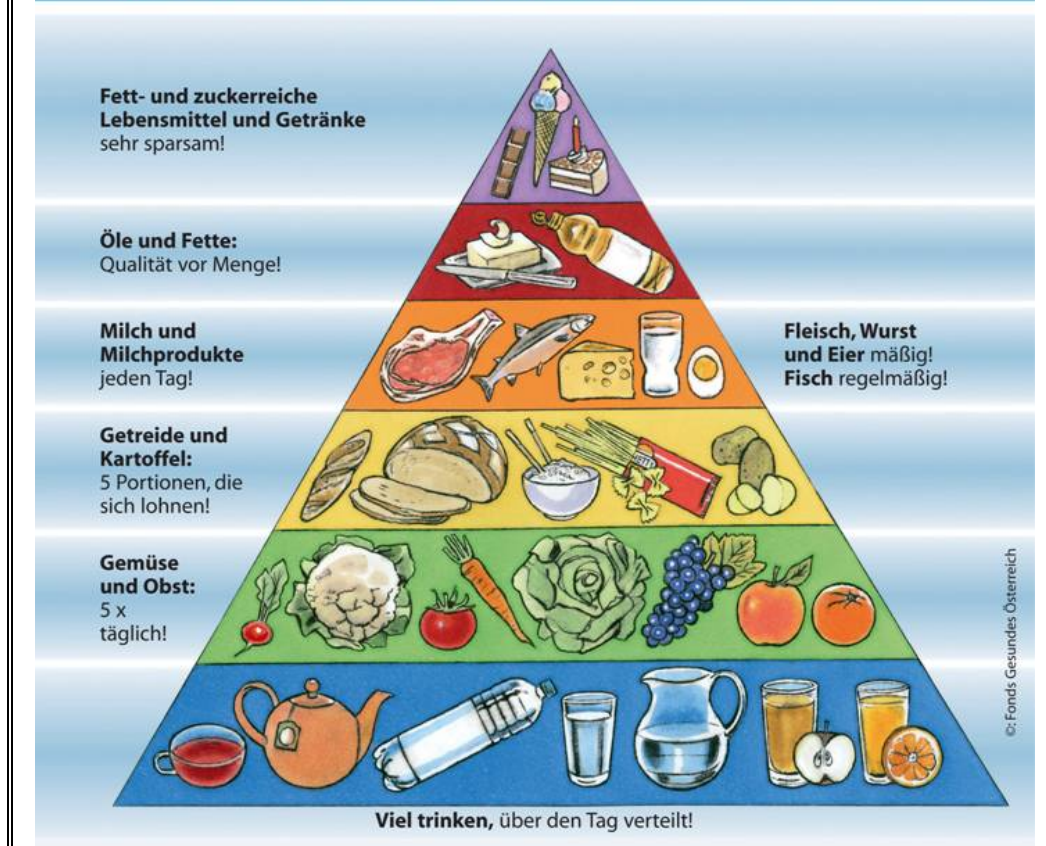 Fett- und zuckerreiche
Lebensmittel und Getränke
sehr sparsam!
Öle und Fette:
Qualität vor Menge!
Milch und
Milchprodukte
jeden Tag!
Fleisch, Wurst
und Eier mäßig!
Fisch regelmäßig!
Getreide und
Kartoffel:
5 Portionen, die
sich lohnen!
Gemüse
und Obst:
5 x
täglich!
©: Fonds Gesundes Österreich
Viel trinken, über den Tag verteilt!